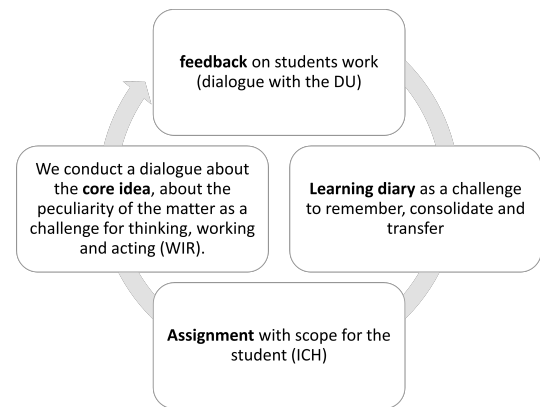 feedback on students work
(dialogue with the DU)
We conduct a dialogue about
the core idea, about the
peculiarity of the matter as a
challenge for thinking, working
and acting (WIR).
Learning diary as a challenge
to remember, consolidate and
transfer
Assignment with scope for the
student (ICH)